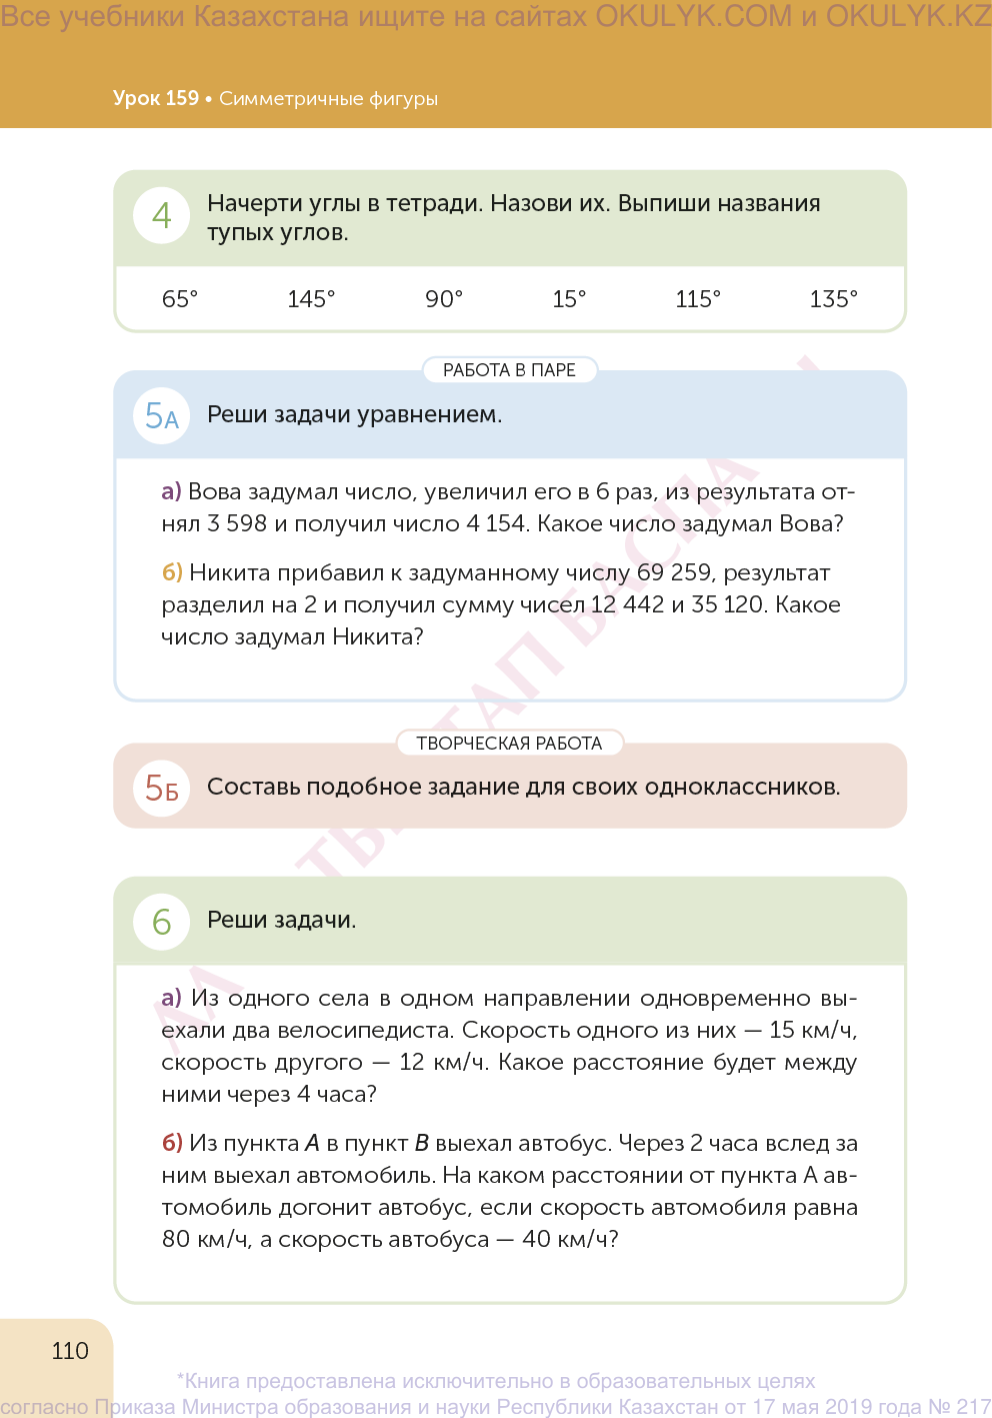 Все учебники Казахстана ищите на сайтах OKULYK.COM и OKULYK.KZ
Урок 159 • Симметричные фигуры
4
Начерти углы в тетради. Назови их. Выпиши названия
тупых углов.
65° 145° 90° 15° 115° 135°
РАБОТА В ПАРЕ
5А
Реши задачи уравнением.
а) Вова задумал число, увеличил его в 6 раз, из результата от-
нял 3 598 и получил число 4 154. Какое число задумал Вова?
б) Никита прибавил к задуманному числу 69 259, результат
разделил на 2 и получил сумму чисел 12 442 и 35 120. Какое
число задумал Никита?
ТВОРЧЕСКАЯ РАБОТА
5Б
Составь подобное задание для своих одноклассников.
6
Реши задачи.
а) Из одного села в одном направлении одновременно вы-
ехали два велосипедиста. Скорость одного из них — 15 км/ч,
скорость другого — 12 км/ч. Какое расстояние будет между
ними через 4 часа?
б) Из пункта А в пункт В выехал автобус. Через 2 часа вслед за
ним выехал автомобиль. На каком расстоянии от пункта А ав-
томобиль догонит автобус, если скорость автомобиля равна
80 км/ч, а скорость автобуса — 40 км/ч?
110
*Книга предоставлена исключительно в образовательных целях
согласно Приказа Министра образования и науки Республики Казахстан от 17 мая 2019 года № 217